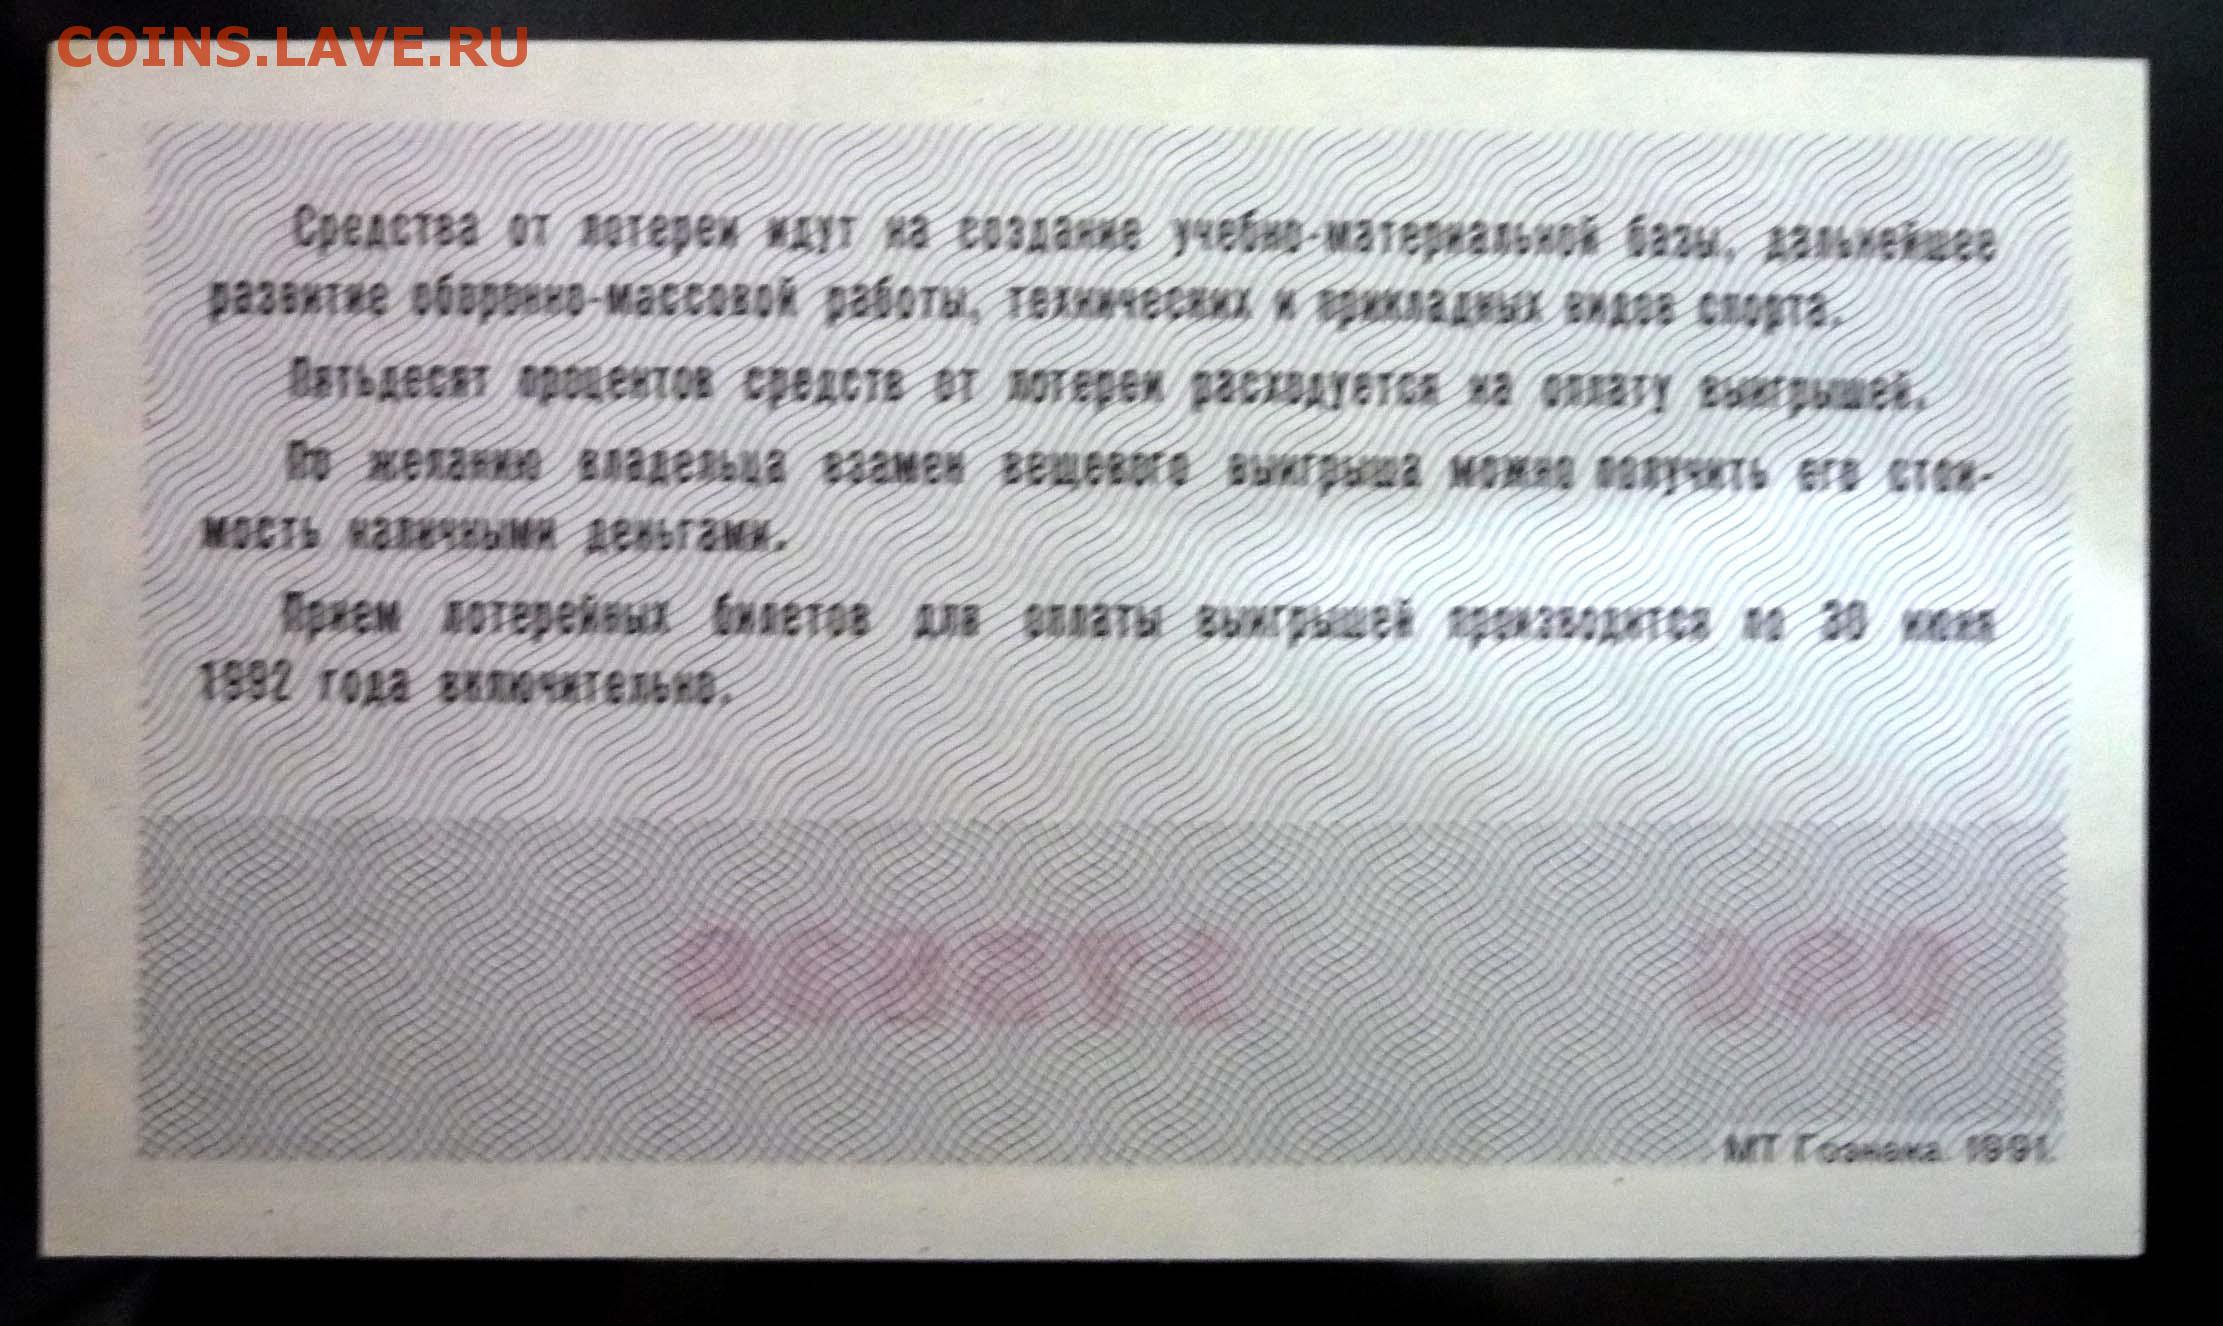 COINS.LAVE.RU
Средства от лотереи идут на создание учебно-материальной базы, дальнейшее
развитие оборонно-массовой работы, технических и прикладных видов спорта.
Пятьдесят процентов средств от лотереи расходуется на оплату выигрышей.
По желанию владельца взамен вещевого выигрыша можно получить его стои-
мость наличными деньгами.
Прием лотерейных билетов для оплаты выигрышей производится по 30 июня
1992 года включительно.
МТ Гознака. 1991.